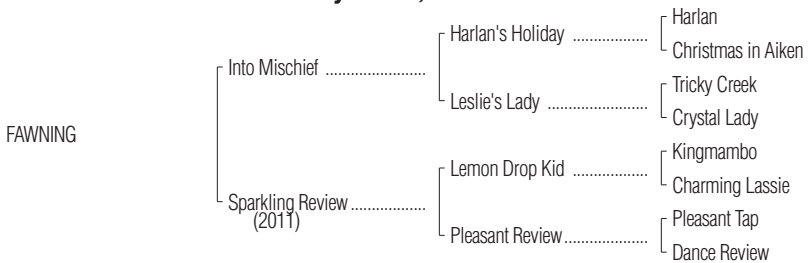 Harlan
Harlan's Holiday ..................
Christmas in Aiken
Into Mischief ........................
Tricky Creek
Leslie's Lady ........................
Crystal Lady
FAWNING
Kingmambo
Lemon Drop Kid ..................
Charming Lassie
Sparkling Review ..................
(2011)
Pleasant Tap
Pleasant Review ....................
Dance Review